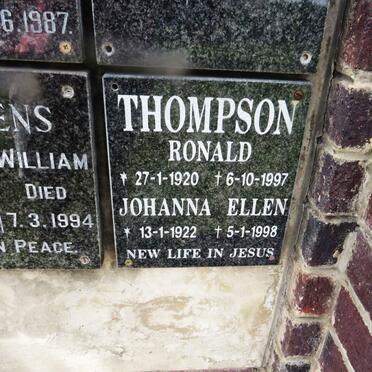 6.1987.
ENS
WILLIAM
DIED
7.3.1994
N PEACE.
THOMPSON
RONALD
* 27-1-1920 † 6-10-1997
JOHANNA ELLEN
* 13-1-1922 † 5-1-1998
NEW LIFE IN JESUS